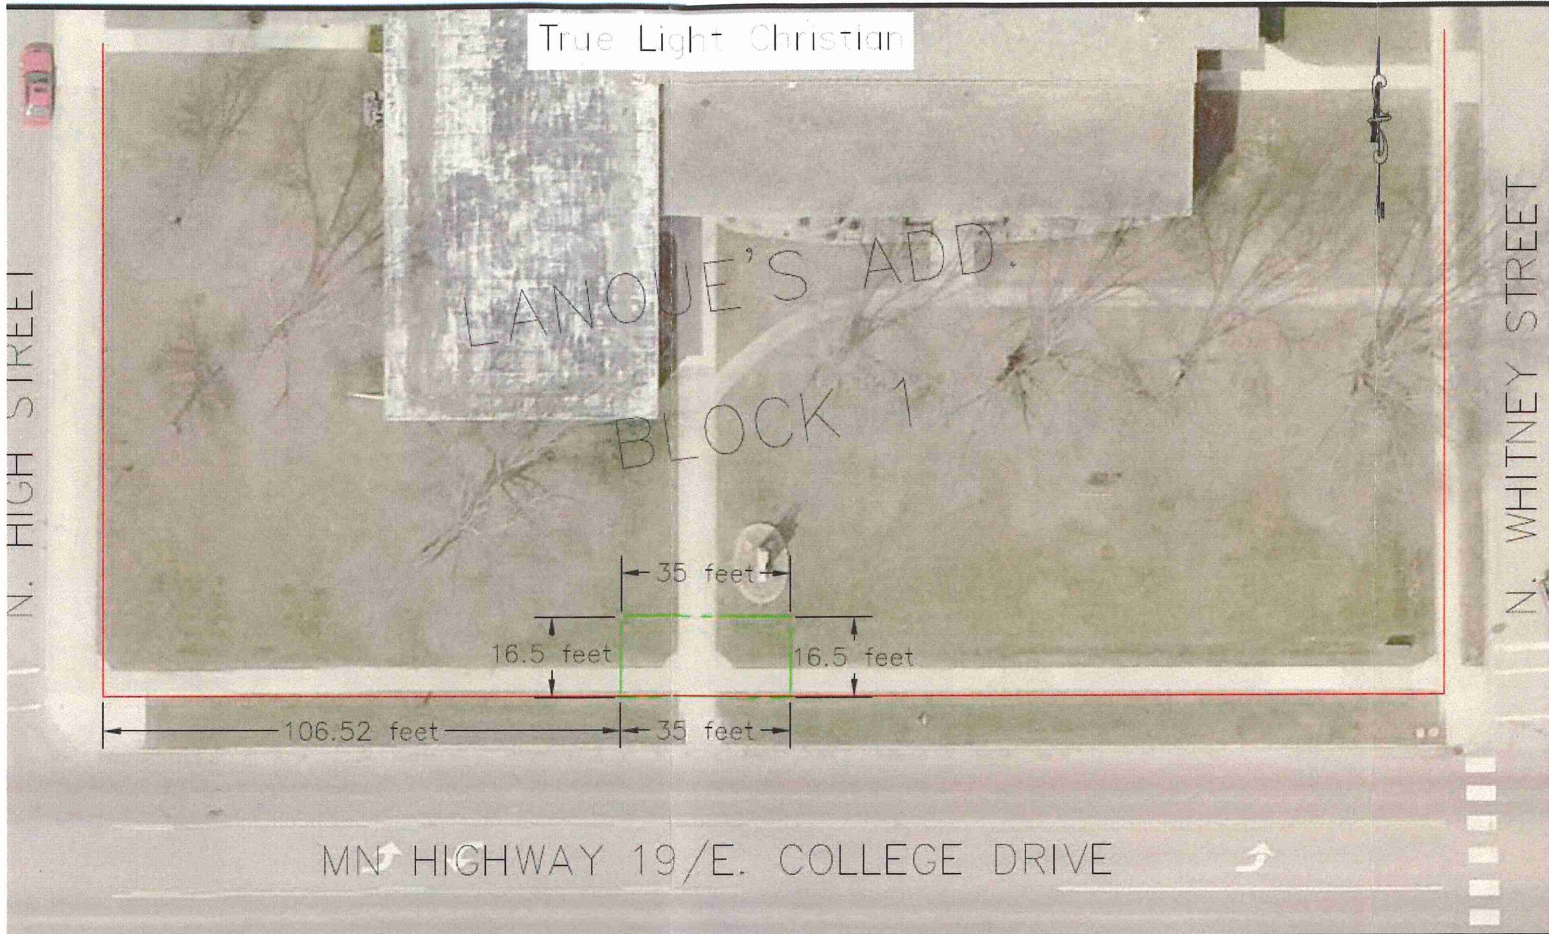 True Light Christian
N. HIGH STREET
LANOUE'S ADD.
N. WHITNEY STREET
BLOCK 1
35 feet
16.5 feet
16.5 feet
106.52 feet
35 feet
MN HIGHWAY 19/E. COLLEGE DRIVE